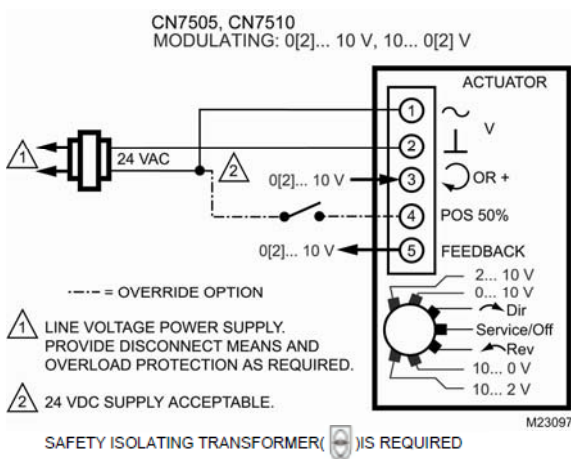 CN7505, CN7510
MODULATING: 0[2]... 10 V, 10... 0[2] V
ACTUATOR
1
V
1
2
24 VAC
2
0[2]... 10 V
3
OR +
4
POS 50%
0[2]... 10 V
5
FEEDBACK
2... 10 V
0... 10 V
Dir
Service/Off
Rev
10... 0 V
10... 2 V
= OVERRIDE OPTION
1 LINE VOLTAGE POWER SUPPLY.
PROVIDE DISCONNECT MEANS AND
OVERLOAD PROTECTION AS REQUIRED.
2 24 VDC SUPPLY ACCEPTABLE.
M23097
SAFETY ISOLATING TRANSFORMER( )IS REQUIRED